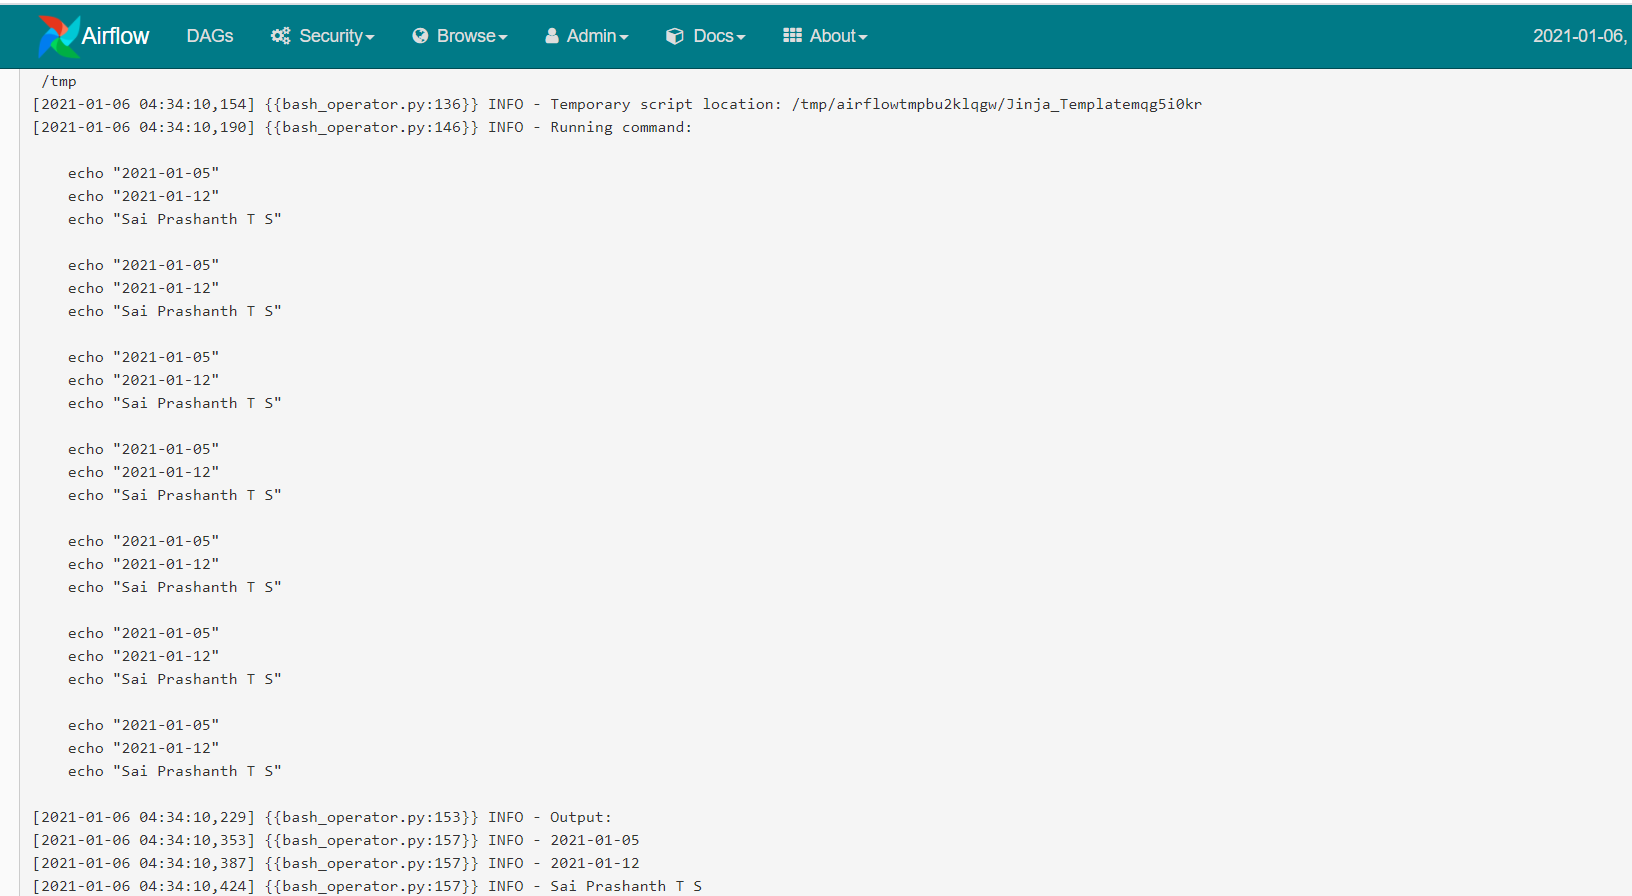 Airflow DAGs Security Browse Admin Docs About 2021-01-06,
/tmp
[2021-01-06 04:34:10,154] {{bash_operator.py:136}} INFO - Temporary script location: /tmp/airflowtmpbu2klqgw/Jinja_Templatemqg5i0kr
[2021-01-06 04:34:10,190] {{bash_operator.py:146}} INFO - Running command:
echo "2021-01-05"
echo "2021-01-12"
echo "Sai Prashanth T S"
echo "2021-01-05"
echo "2021-01-12"
echo "Sai Prashanth T S"
echo "2021-01-05"
echo "2021-01-12"
echo "Sai Prashanth T S"
echo "2021-01-05"
echo "2021-01-12"
echo "Sai Prashanth T S"
echo "2021-01-05"
echo "2021-01-12"
echo "Sai Prashanth T S"
echo "2021-01-05"
echo "2021-01-12"
echo "Sai Prashanth T S"
echo "2021-01-05"
echo "2021-01-12"
echo "Sai Prashanth T S"
[2021-01-06 04:34:10,229] {{bash_operator.py:153}} INFO - Output:
[2021-01-06 04:34:10,353] {{bash_operator.py:157}} INFO - 2021-01-05
[2021-01-06 04:34:10,387] {{bash_operator.py:157}} INFO - 2021-01-12
[2021-01-06 04:34:10,424] {{bash_operator.py:157}} INFO - Sai Prashanth T S